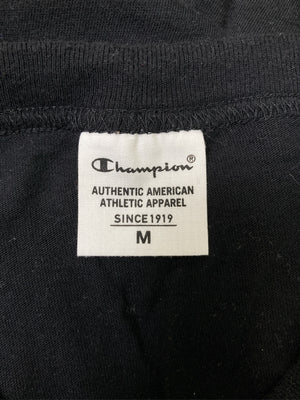 Champion®
AUTHENTIC AMERICAN
ATHLETIC APPAREL
SINCE 1919
M